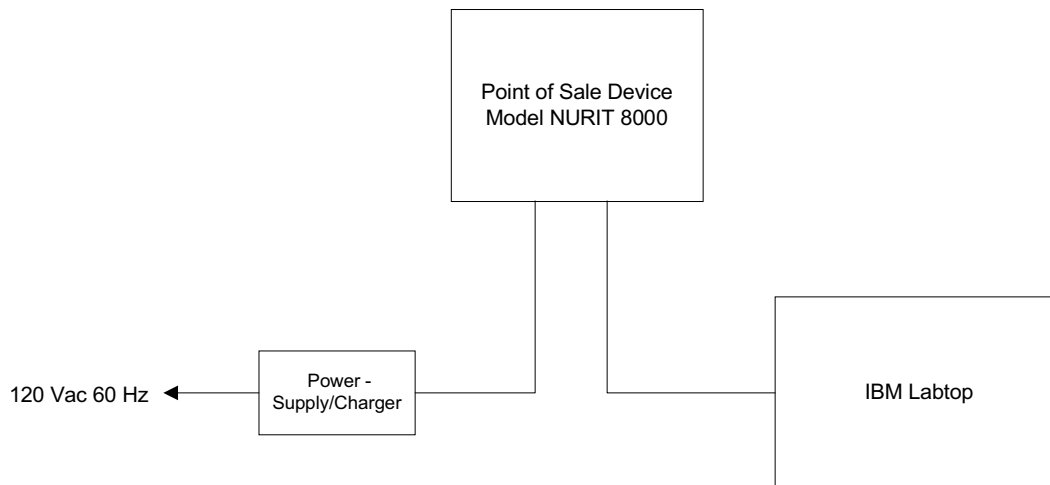 Point of Sale Device
Model NURIT 8000
120 Vac 60 Hz
Power -
Supply/Charger
IBM Labtop